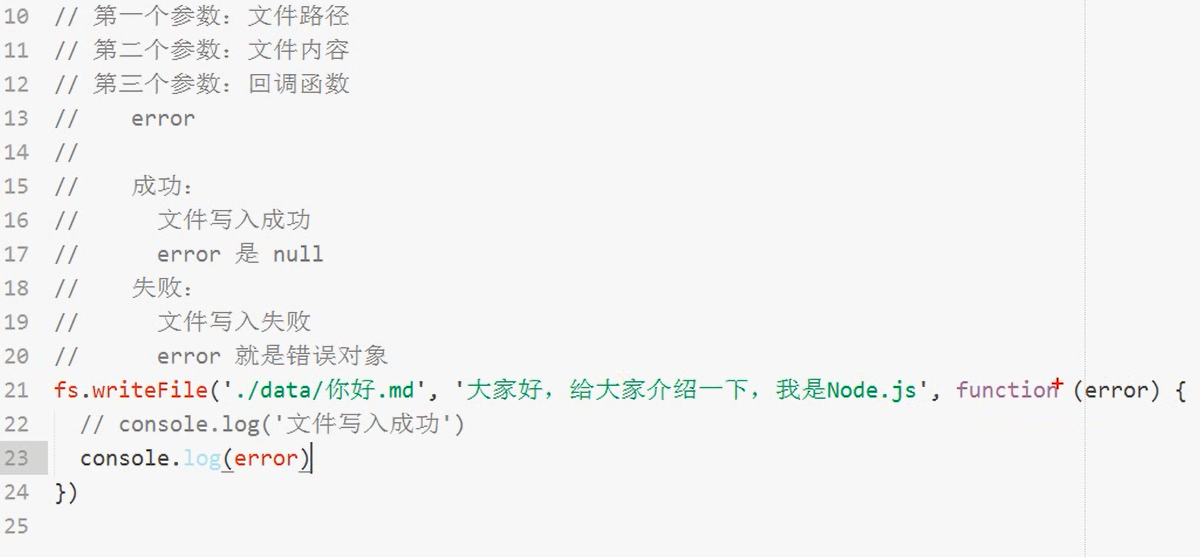 10 // 第一个参数：文件路径
11 // 第二个参数：文件内容
12 // 第三个参数：回调函数
13 //    error
14 //
15 //    成功：
16 //      文件写入成功
17 //      error 是 null
18 //    失败：
19 //      文件写入失败
20 //      error 就是错误对象
21 fs.writeFile('./data/你好.md', '大家好，给大家介绍一下，我是Node.js', function (error) {
22   // console.log('文件写入成功')
23   console.log(error)
24 })
25